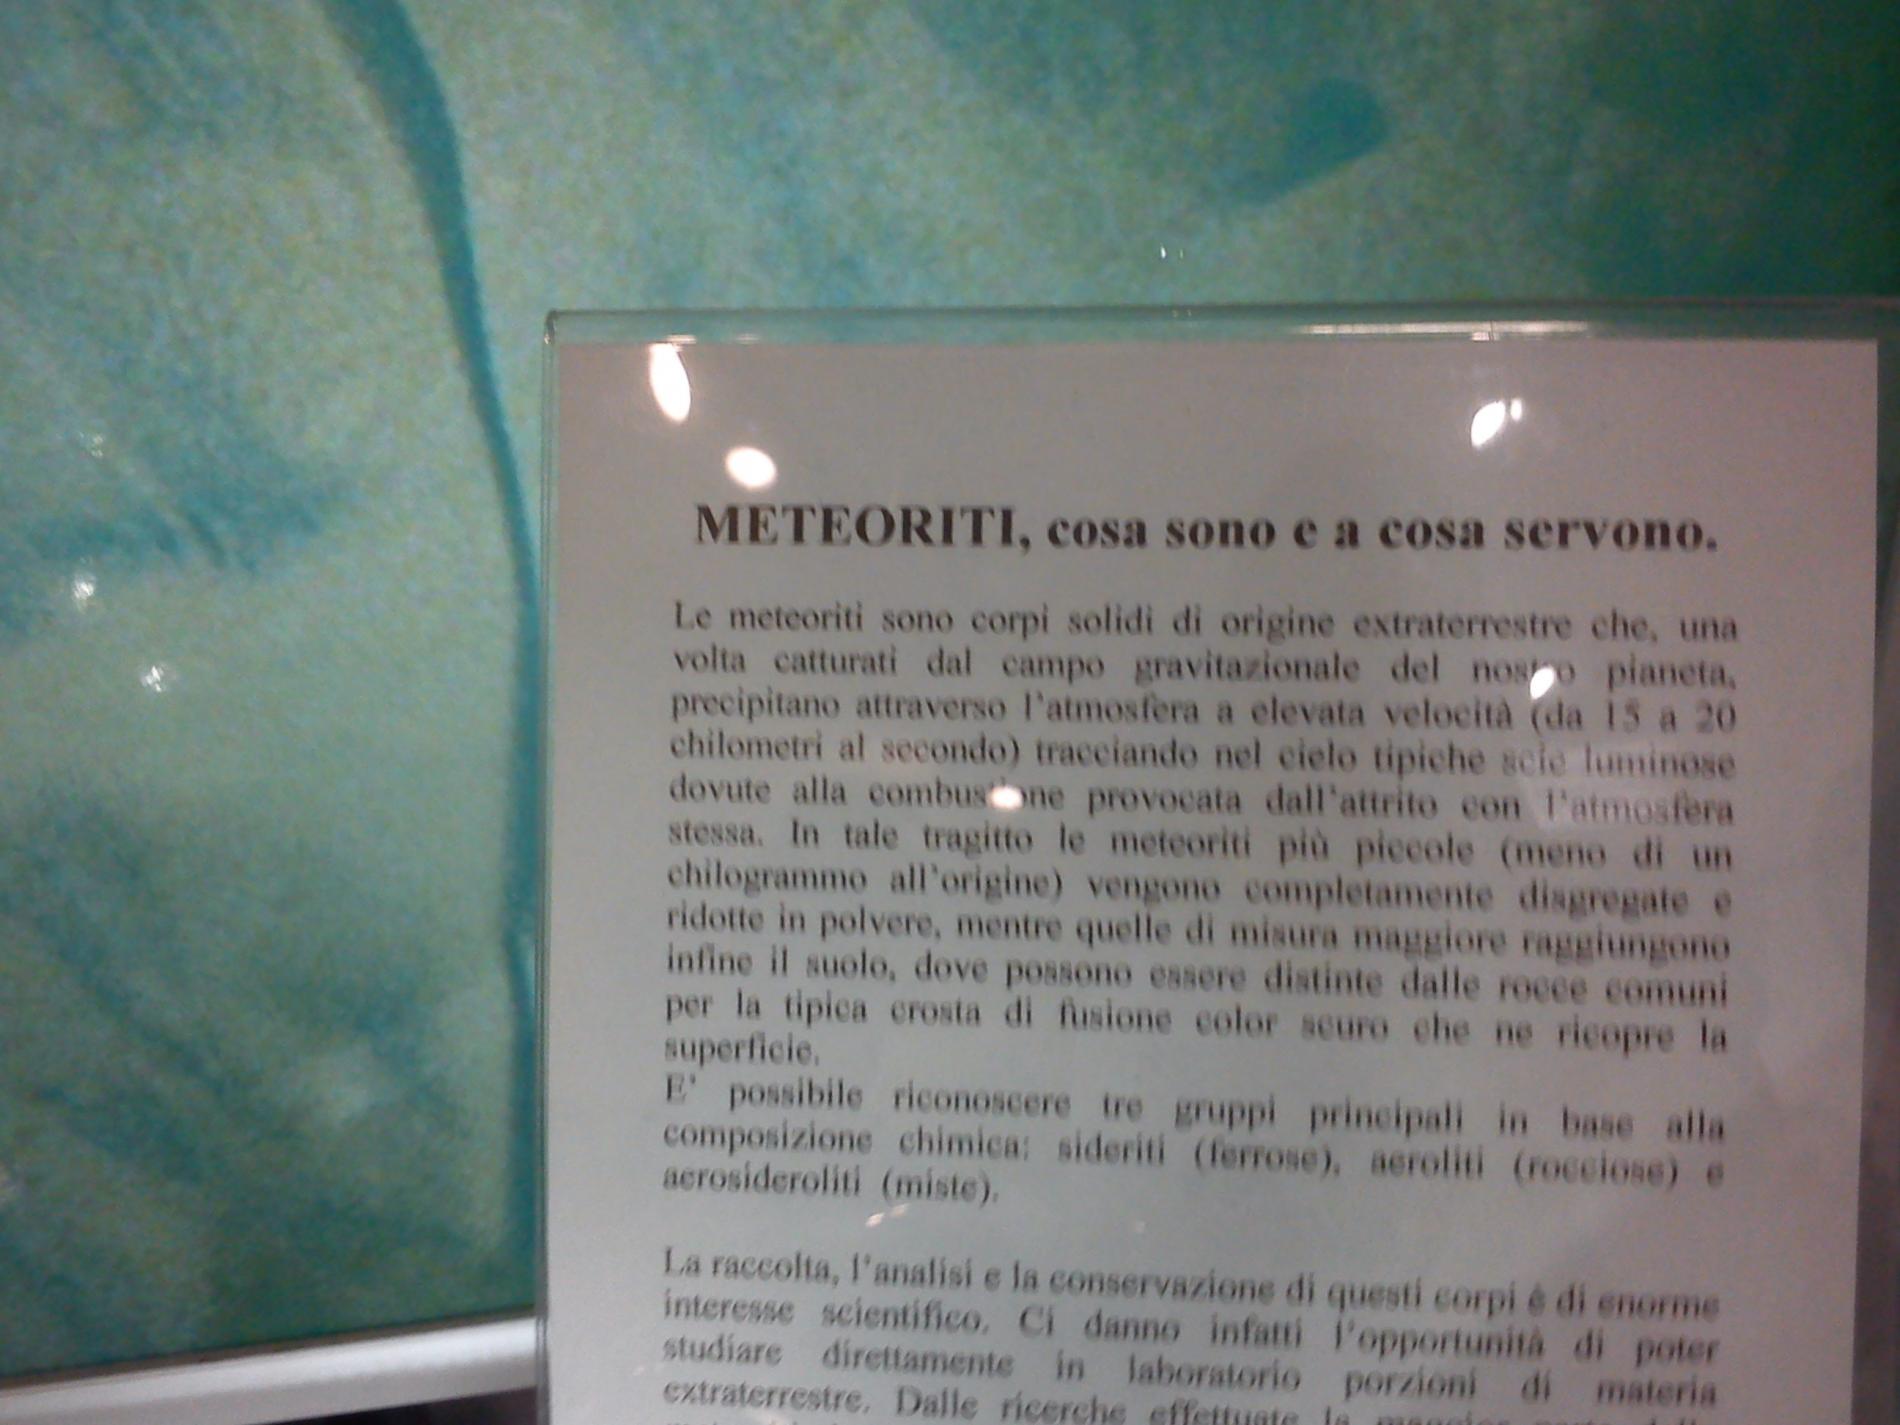 METEORITI, cosa sono e a cosa servono.
Le meteoriti sono corpi solidi di origine extraterrestre che, una
volta catturati dal campo gravitazionale del nostro pianeta,
precipitano attraverso l'atmosfera a elevata velocità (da 15 a 20
chilometri al secondo) tracciando nel cielo tipiche scie luminose
dovute alla combustione provocata dall'attrito con l'atmosfera
stessa. In tale tragitto le meteoriti più piccole (meno di un
chilogrammo all'origine) vengono completamente disgregate e
ridotte in polvere, mentre quelle di misura maggiore raggiungono
infine il suolo, dove possono essere distinte dalle rocce comuni
per la tipica crosta di fusione color scuro che ne ricopre la
superficie.
E' possibile riconoscere tre gruppi principali in base alla
composizione chimica: sideriti (ferrose), aeroliti (rocciose) e
aerosideroliti (miste).
La raccolta, l'analisi e la conservazione di questi corpi è di enorme
interesse scientifico. Ci danno infatti l'opportunità di poter
studiare direttamente in laboratorio porzioni di materia
extraterrestre. Dalle ricerche effettuate la maggior parte